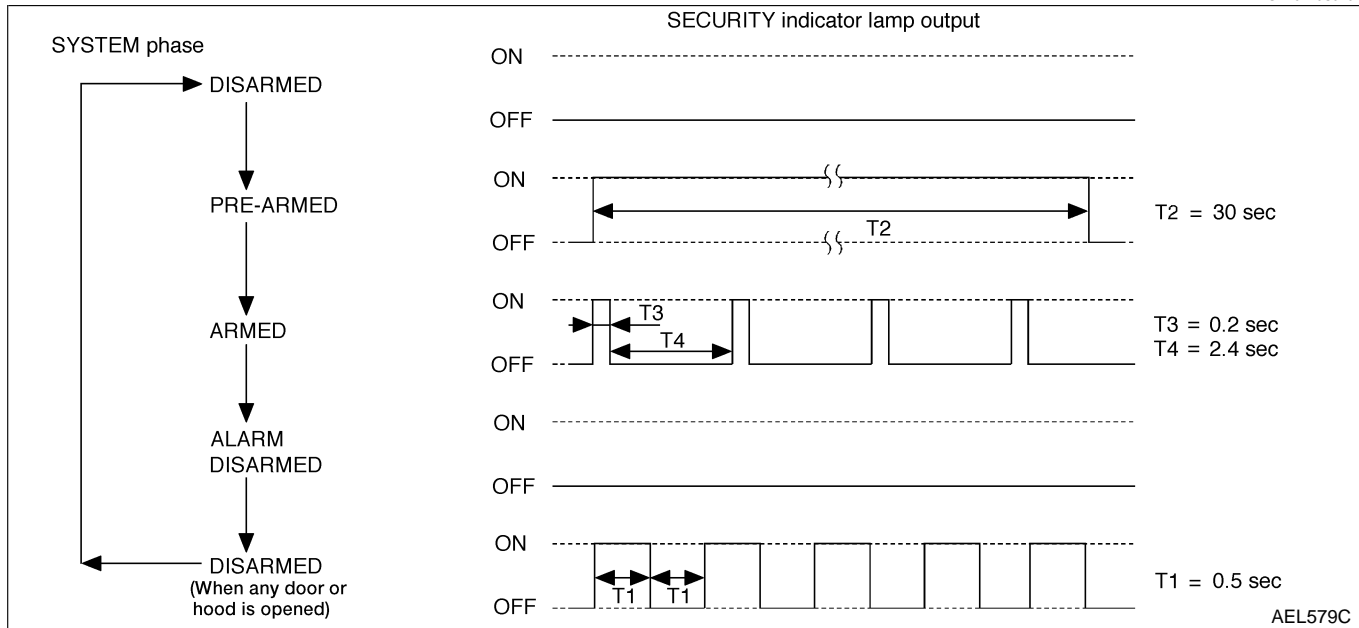 SECURITY indicator lamp output
SYSTEM phase
ON
DISARMED
OFF
ON
PRE-ARMED
T2 = 30 sec
T2
OFF
ON
T3
ARMED
T3 = 0.2 sec
T4
T4 = 2.4 sec
OFF
ON
ALARM
DISARMED
OFF
ON
DISARMED
(When any door or
hood is opened)
T1 T1
T1 = 0.5 sec
OFF
AEL579C